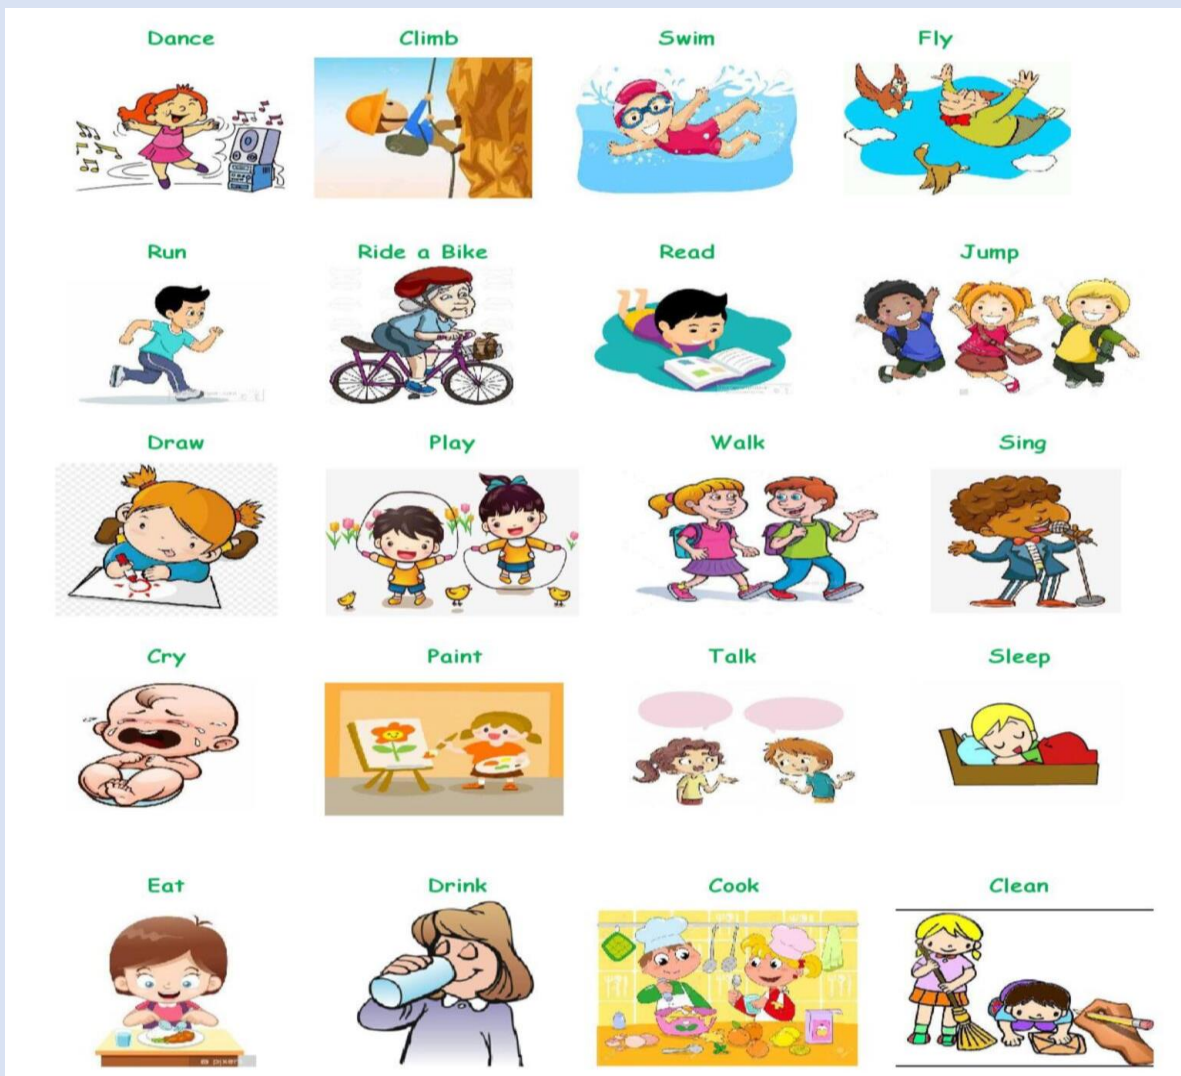 Dance Climb Swim Fly
Run Ride a Bike Read Jump
Draw Play Walk Sing
Cry Paint Talk Sleep
Eat Drink Cook Clean